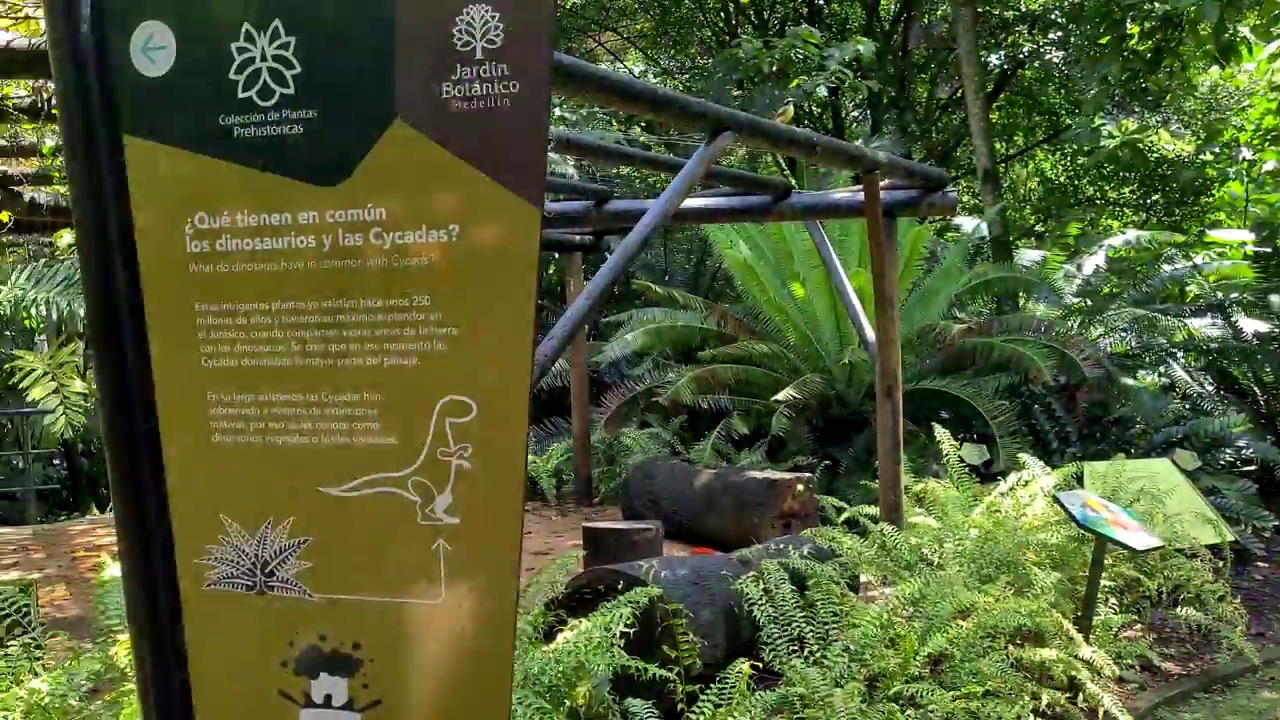 Colección de Plantas
Prehistóricas
Jardín
Botánico
Medellín
¿Qué tienen en común
los dinosaurios y las Cycadas?
What do dinosaurs have in common with Cycads?
Estas intrigantes plantas ya existían hace unos 250
millones de años y tuvieron su máximo esplendor en
el Jurásico, cuando compartían vastas áreas de la tierra
con los dinosaurios. Se cree que en ese momento las
Cycadas dominaban la mayor parte del paisaje.
En su larga existencia las Cycadas han
sobrevivido a eventos de extinciones
masivas, por eso se les conoce como
dinosaurios vegetales o fósiles vivientes.